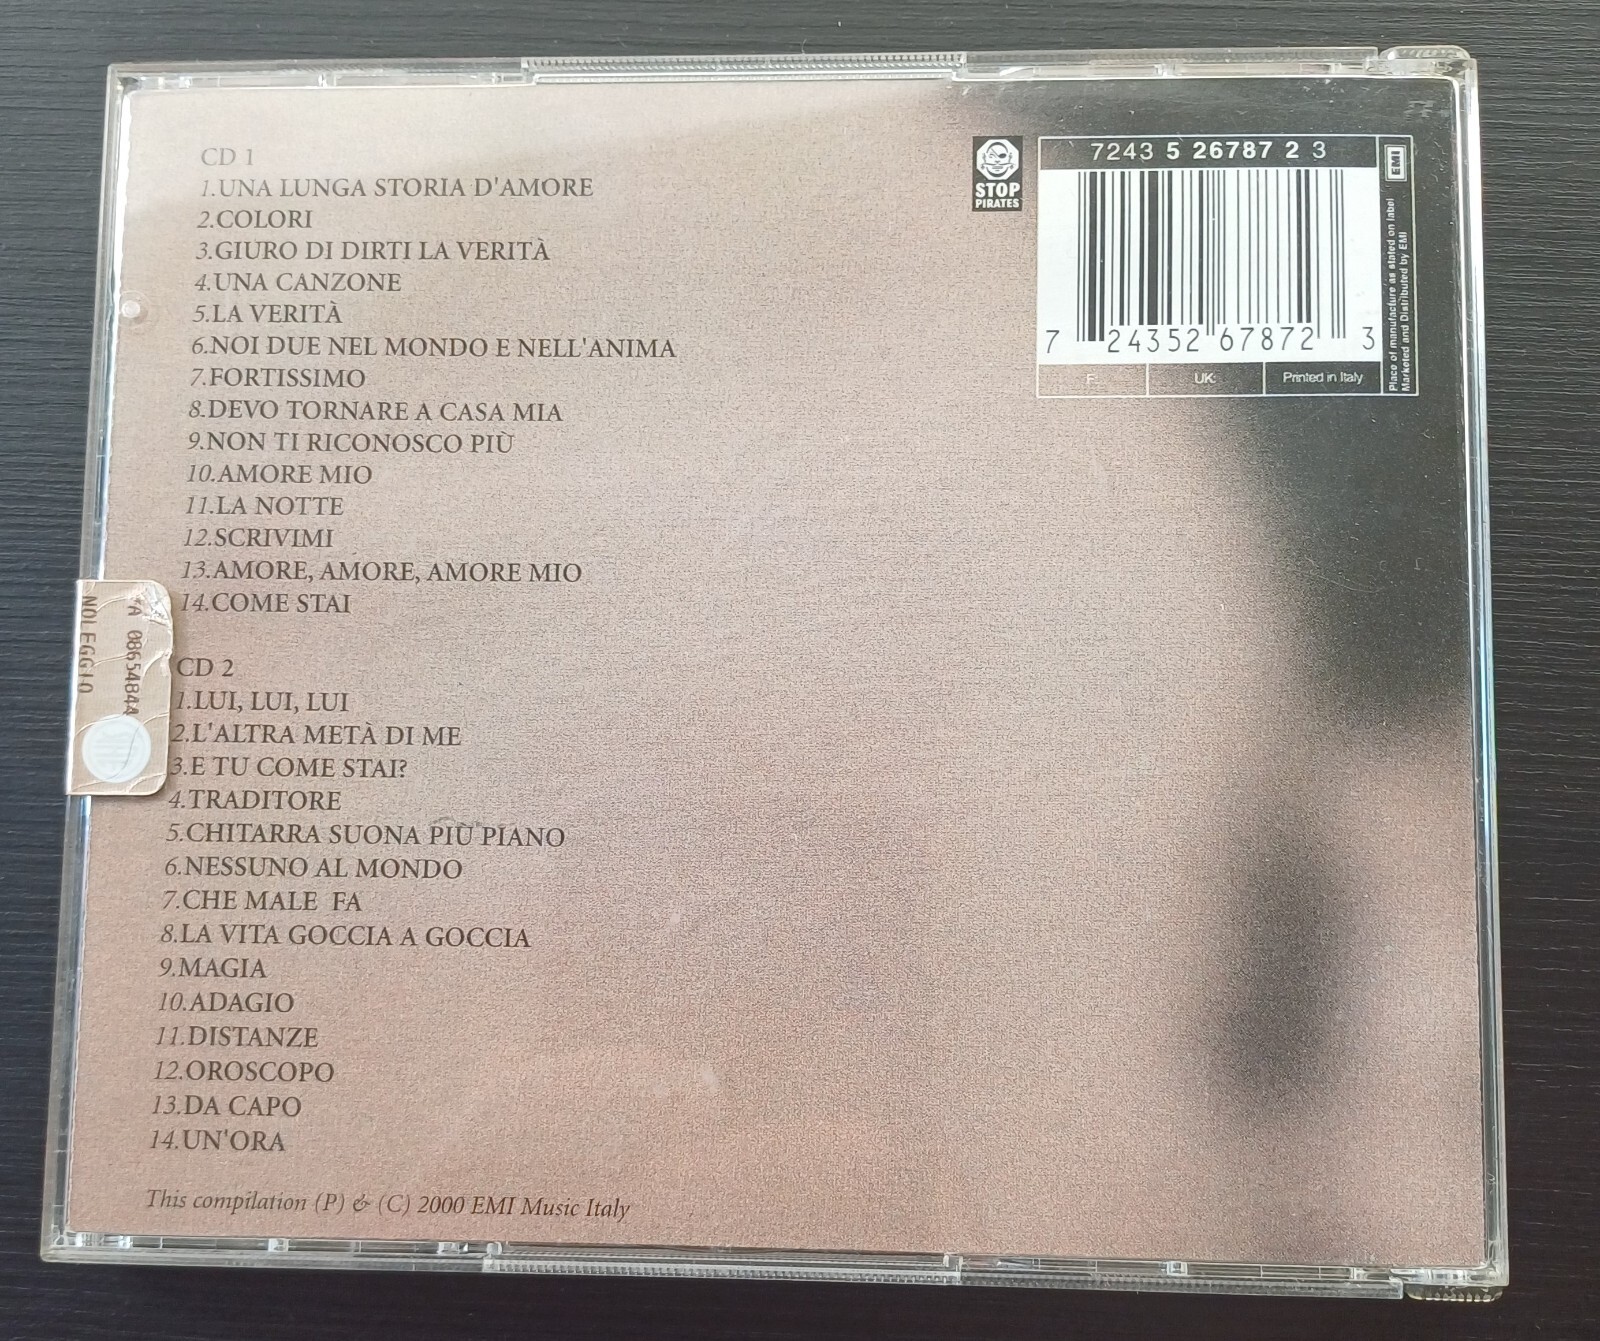 CD 1
1.UNA LUNGA STORIA D'AMORE
2.COLORI
3.GIURO DI DIRTI LA VERITÀ
4.UNA CANZONE
5.LA VERITÀ
6.NOI DUE NEL MONDO E NELL'ANIMA
7.FORTISSIMO
8.DEVO TORNARE A CASA MIA
9.NON TI RICONOSCO PIÙ
10.AMORE MIO
11.LA NOTTE
12.SCRIVIMI
13.AMORE, AMORE, AMORE MIO
14.COME STAI
CD 2
1.LUI, LUI, LUI
2.L'ALTRA METÀ DI ME
3.E TU COME STAI?
4.TRADITORE
5.CHITARRA SUONA PIÙ PIANO
6.NESSUNO AL MONDO
7.CHE MALE FA
8.LA VITA GOCCIA A GOCCIA
9.MAGIA
10.ADAGIO
11.DISTANZE
12.OROSCOPO
13.DA CAPO
14.UN'ORA
This compilation (P) & (C) 2000 EMI Music Italy
STOP
PIRATES
7243 5 26787 2 3
7 24352 67872 3
F:
UK:
Printed in Italy
EMI
Place of manufacture as stated on label
Marketed and Distributed by EMI
NOLEGGIO